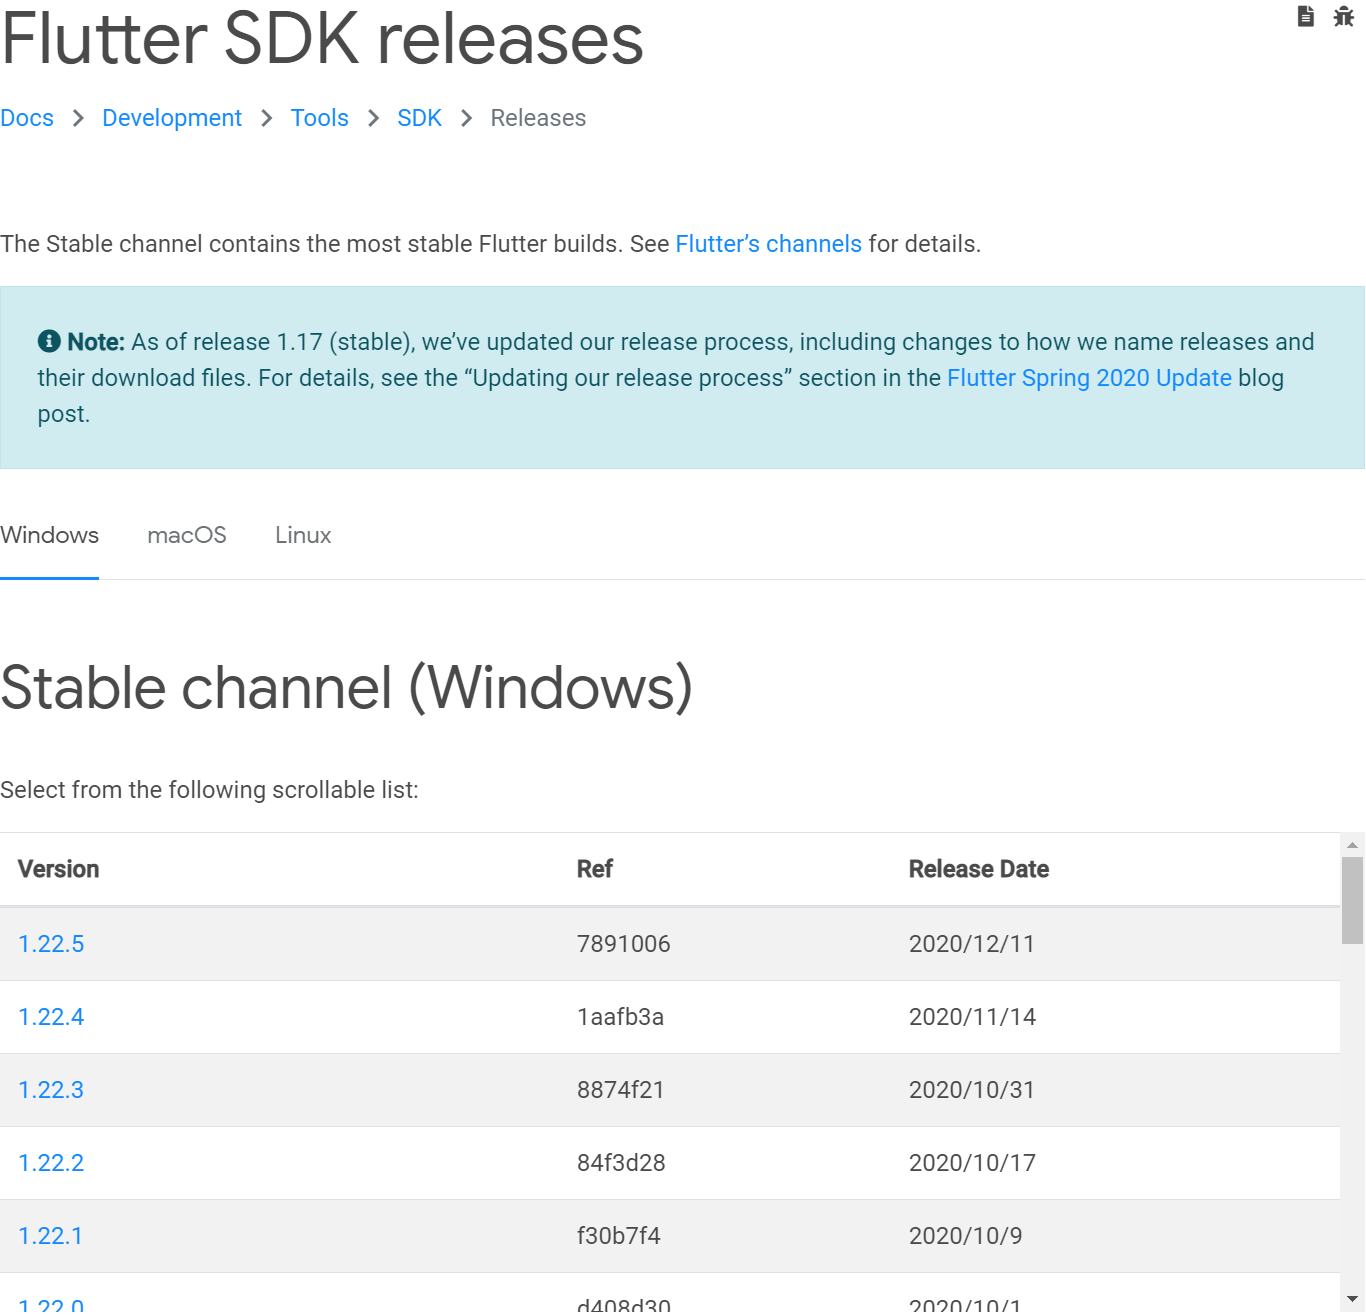 Flutter SDK releases
Docs > Development > Tools > SDK > Releases
The Stable channel contains the most stable Flutter builds. See Flutter’s channels for details.
Note: As of release 1.17 (stable), we’ve updated our release process, including changes to how we name releases and
their download files. For details, see the “Updating our release process” section in the Flutter Spring 2020 Update blog
post.
Windows macOS Linux
Stable channel (Windows)
Select from the following scrollable list:
Version Ref Release Date
1.22.5 7891006 2020/12/11
1.22.4 1aafb3a 2020/11/14
1.22.3 8874f21 2020/10/31
1.22.2 84f3d28 2020/10/17
1.22.1 f30b7f4 2020/10/9
1.22.0 d408d30 2020/10/1